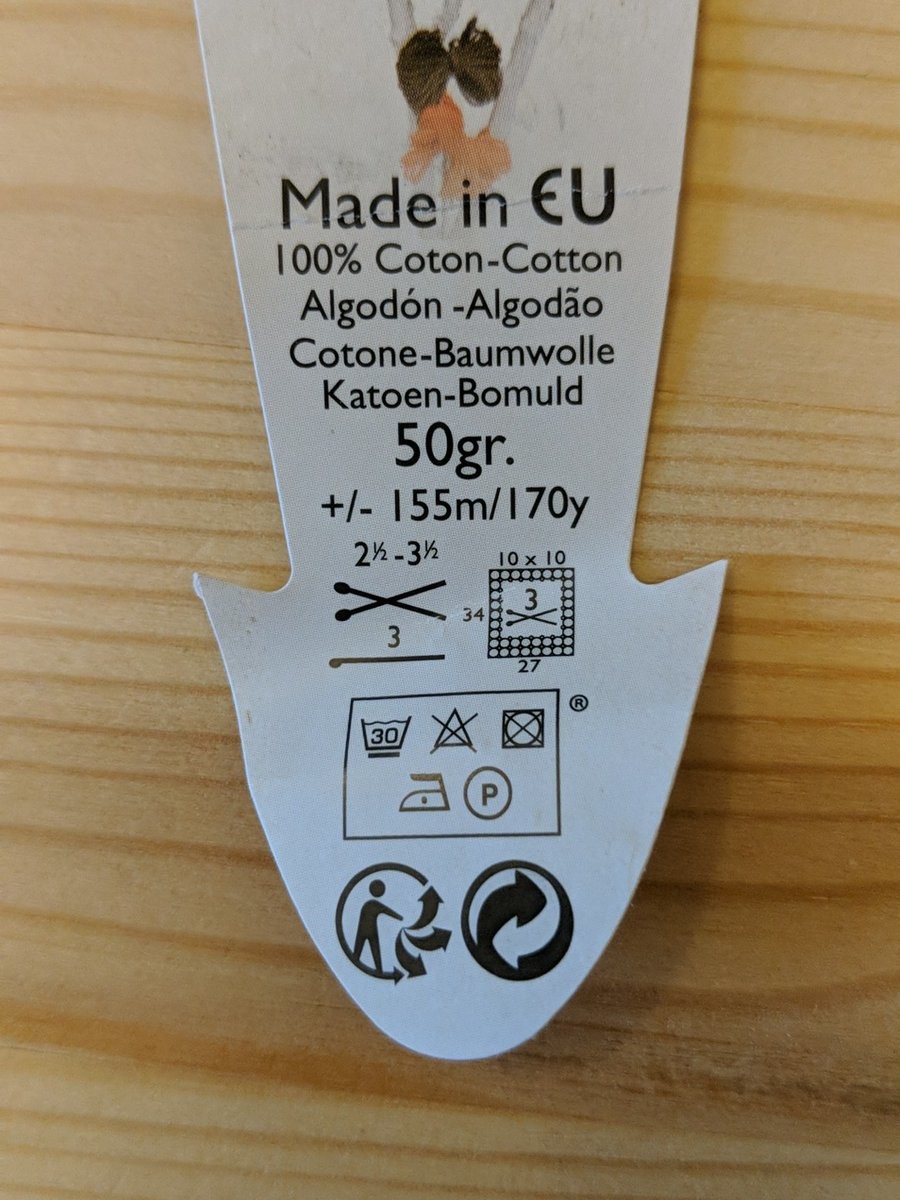 Made in EU
100% Coton-Cotton
Algodón -Algodão
Cotone-Baumwolle
Katoen-Bomuld
50gr.
+/- 155m/170y
2½ -3½
10 x 10
3
34
3
27
®
30
P